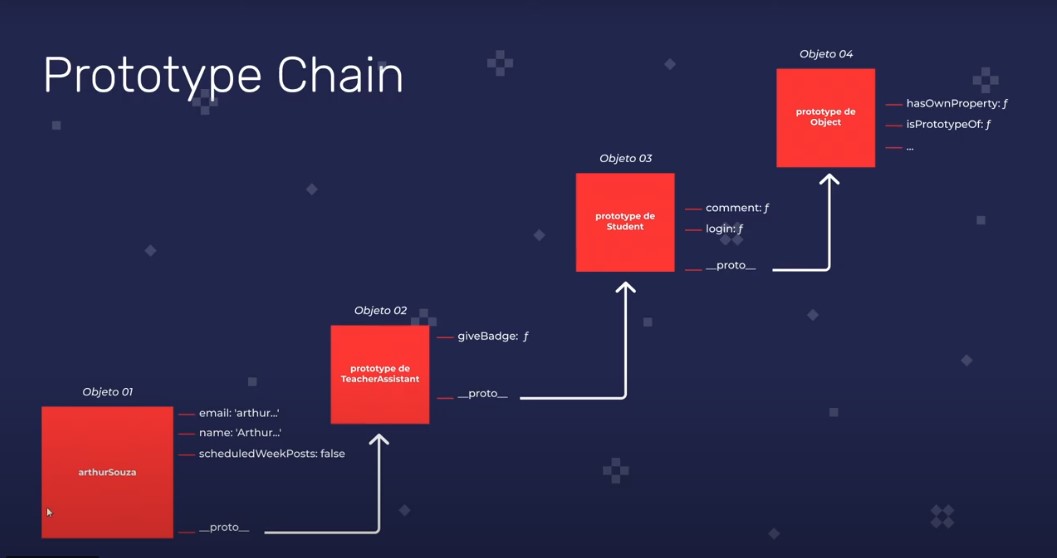 Prototype Chain
Objeto 04
prototype de
Object
hasOwnProperty: ƒ
isPrototypeOf: ƒ
...
Objeto 03
prototype de
Student
comment: ƒ
login: ƒ
__proto__
Objeto 02
prototype de
TeacherAssistant
giveBadge: ƒ
__proto__
Objeto 01
arthurSouza
email: 'arthur...'
name: 'Arthur...'
scheduledWeekPosts: false
__proto__